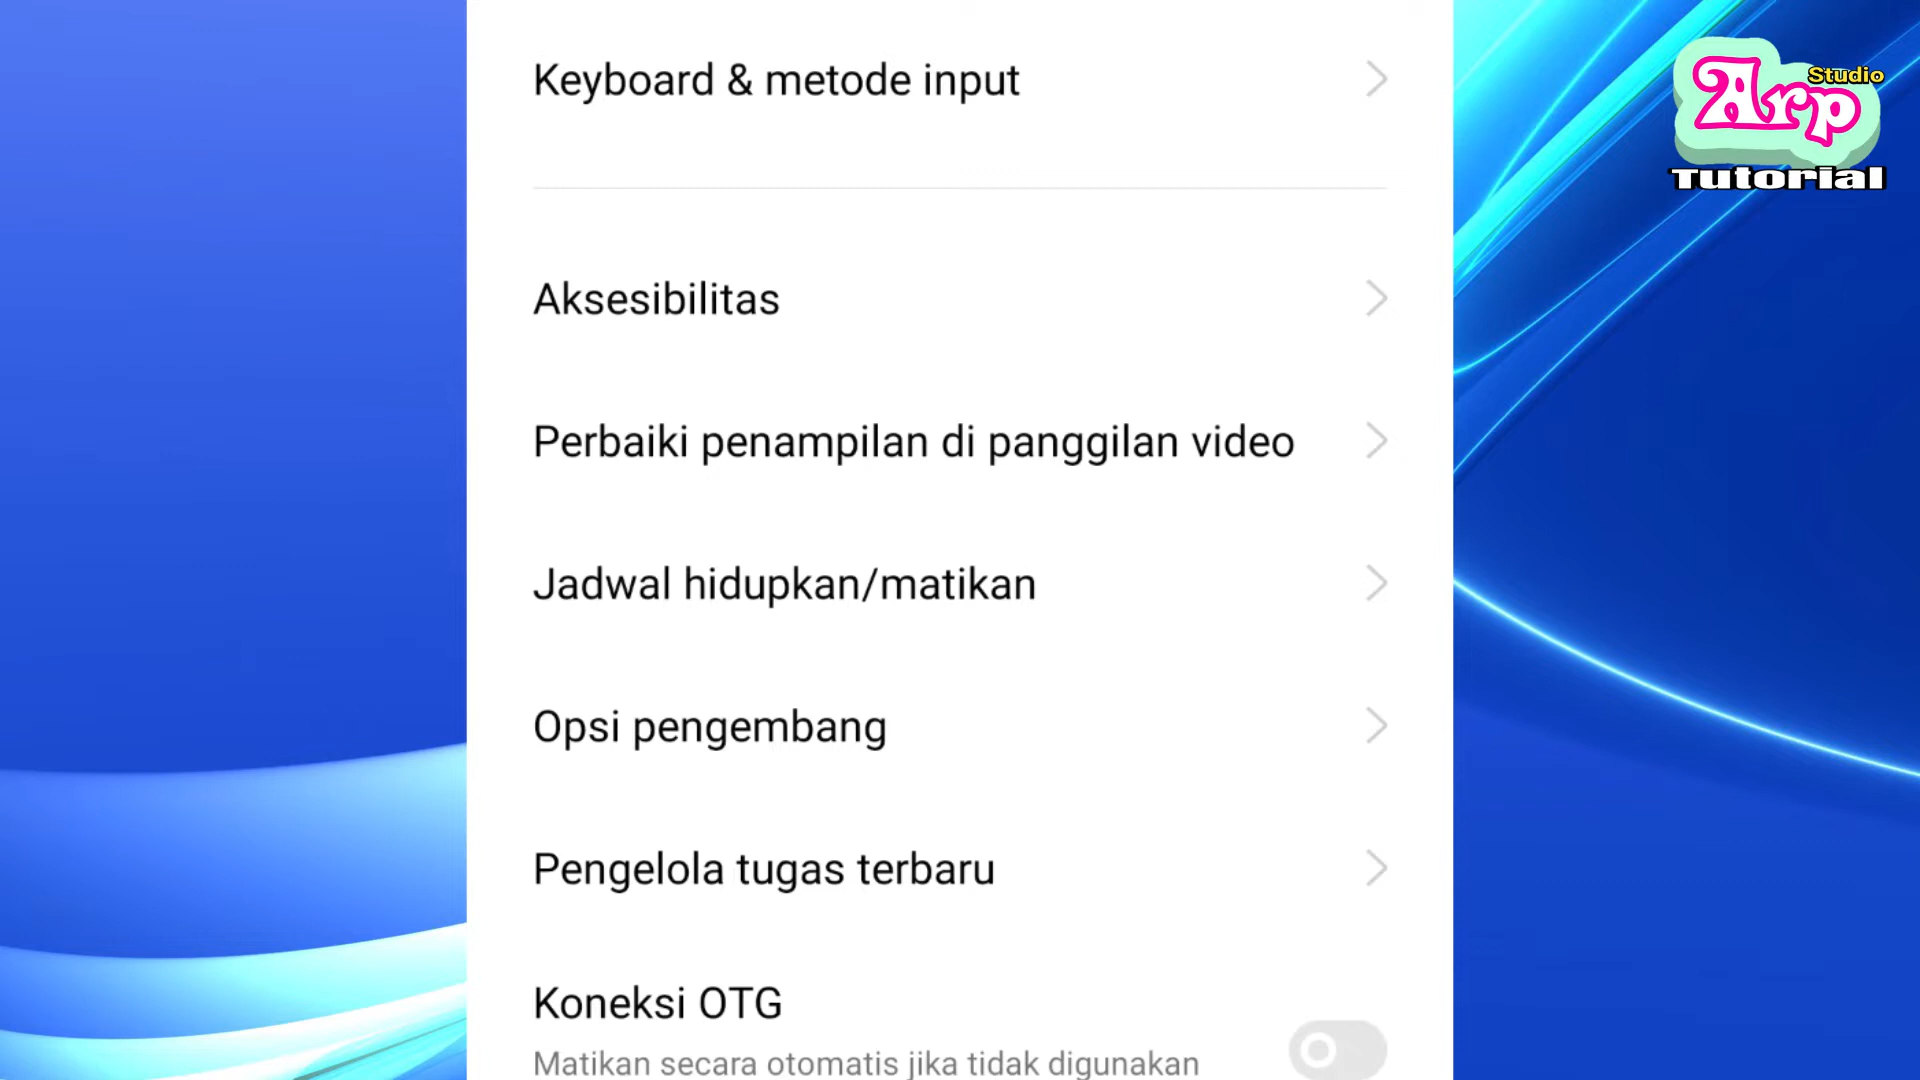 Keyboard & metode input
Studio
Arp
Tutorial
Aksesibilitas
Perbaiki penampilan di panggilan video
Jadwal hidupkan/matikan
Opsi pengembang
Pengelola tugas terbaru
Koneksi OTG
Matikan secara otomatis jika tidak digunakan